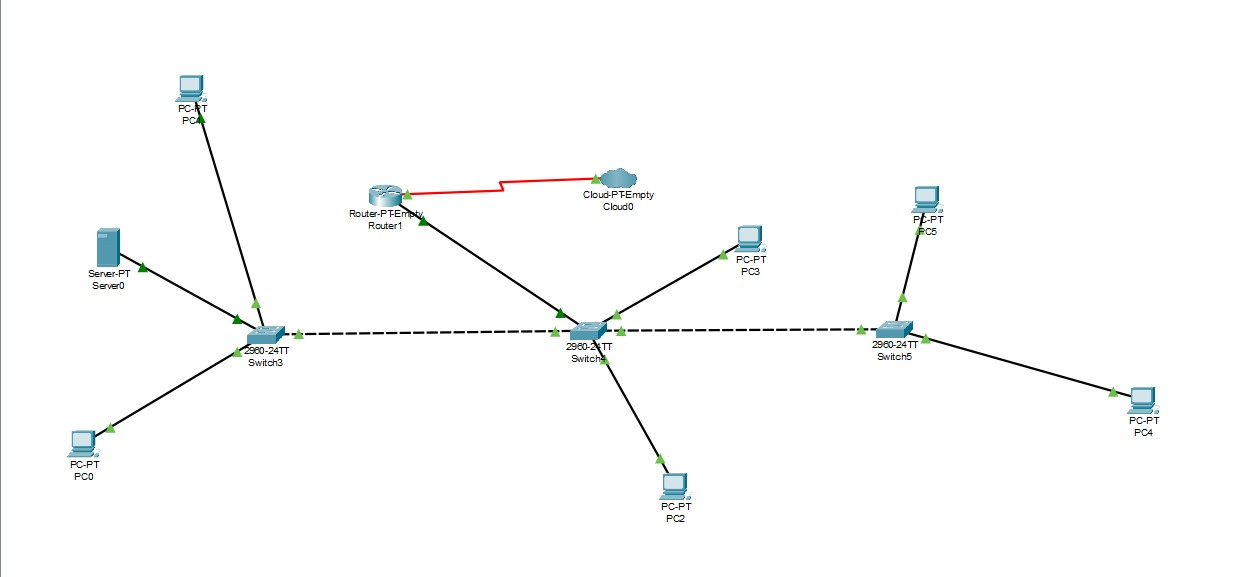 PC-PT
Router-PT-Empty
Router1
Cloud-PT-Empty
Cloud0
PC-PT
PC5
Server-PT
Server0
PC-PT
PC3
2960-24TT
Switch3
2960-24TT
2960-24TT
Switch5
PC-PT
PC4
PC-PT
PC0
PC-PT
PC2